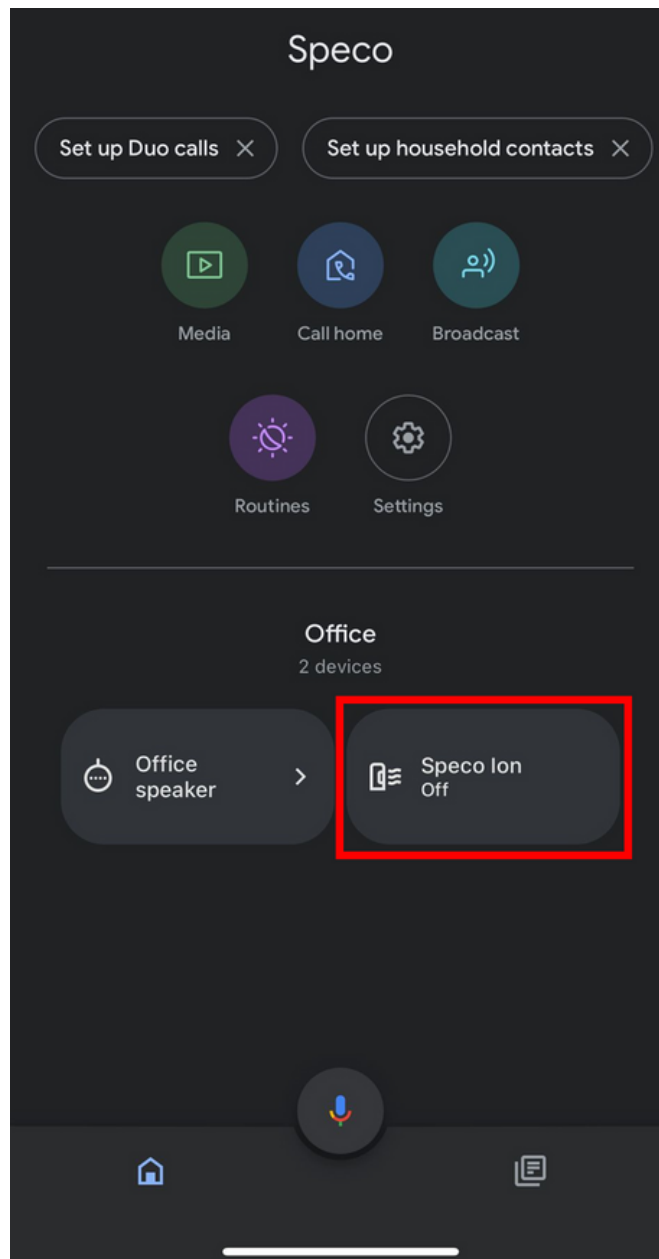 Speco
Set up Duo calls
Set up household contacts
Media
Call home
Broadcast
Routines
Settings
Office
2 devices
Office
speaker
Speco Ion
Off